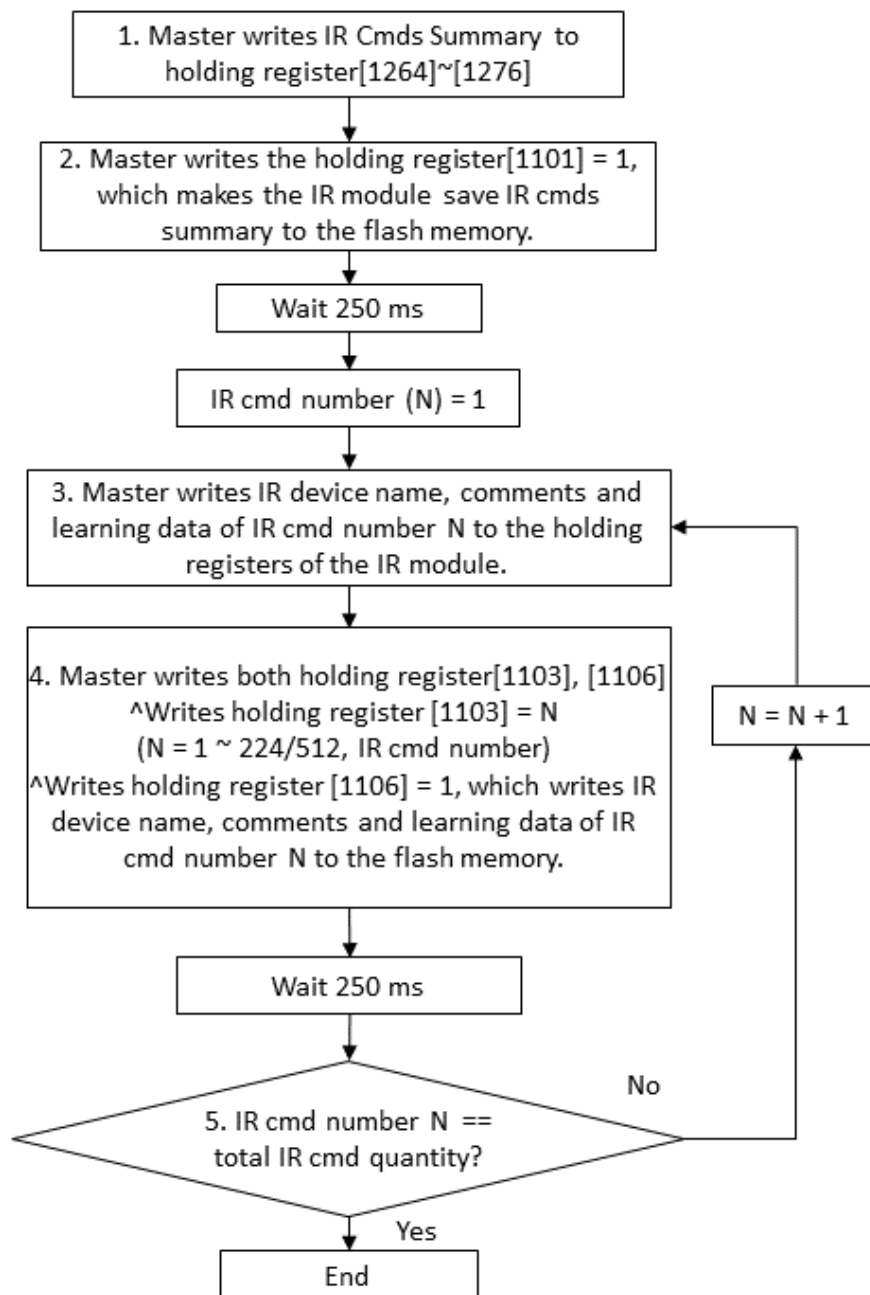 1. Master writes IR Cmds Summary to
holding register[1264]~[1276]
2. Master writes the holding register[1101] = 1,
which makes the IR module save IR cmds
summary to the flash memory.
Wait 250 ms
IR cmd number (N) = 1
3. Master writes IR device name, comments and
learning data of IR cmd number N to the holding
registers of the IR module.
4. Master writes both holding register[1103], [1106]
^Writes holding register [1103] = N
(N = 1 ~ 224/512, IR cmd number)
^Writes holding register [1106] = 1, which writes IR
device name, comments and learning data of IR
cmd number N to the flash memory.
N = N + 1
Wait 250 ms
No
5. IR cmd number N ==
total IR cmd quantity?
Yes
End